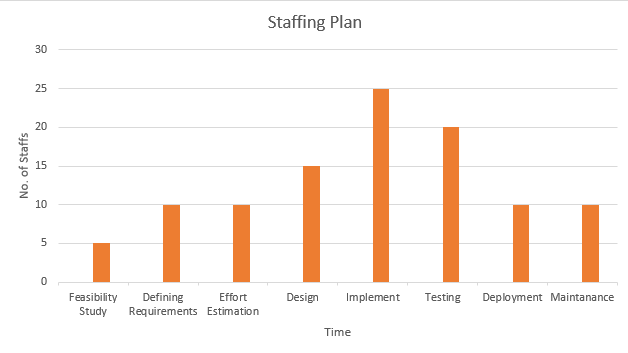 Staffing Plan
30
25
20
15
10
5
0
No. of Staffs
Feasibility
Study
Defining
Requirements
Effort
Estimation
Design
Implement
Testing
Deployment
Maintanance
Time